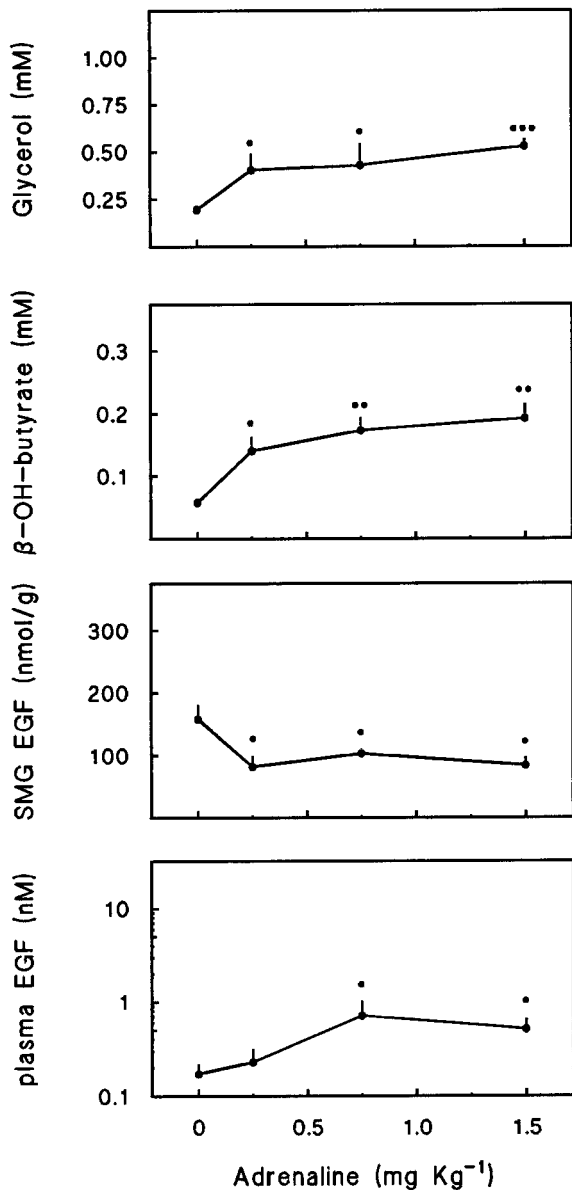 Glycerol (mM)
1.00
0.75
0.50
0.25
β-OH-butyrate (mM)
0.3
0.2
0.1
SMG EGF (nmol/g)
300
200
100
plasma EGF (nM)
10
1
0.1
0 0.5 1.0 1.5
Adrenaline (mg Kg⁻¹)